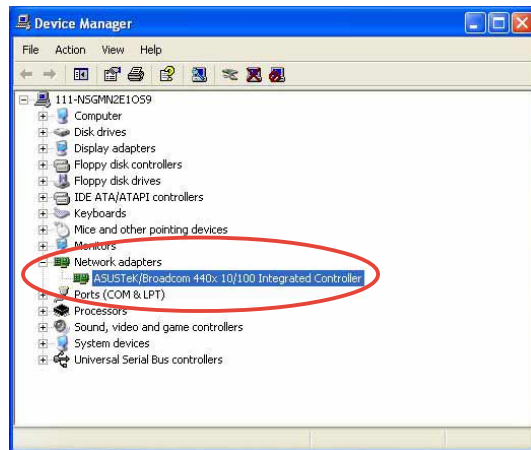 Device Manager
File Action View Help
111-NSGMN2E1OS9
Computer
Disk drives
Display adapters
Floppy disk controllers
Floppy disk drives
IDE ATA/ATAPI controllers
Keyboards
Mice and other pointing devices
Monitors
Network adapters
ASUSTeK/Broadcom 440x 10/100 Integrated Controller
Ports (COM & LPT)
Processors
Sound, video and game controllers
System devices
Universal Serial Bus controllers